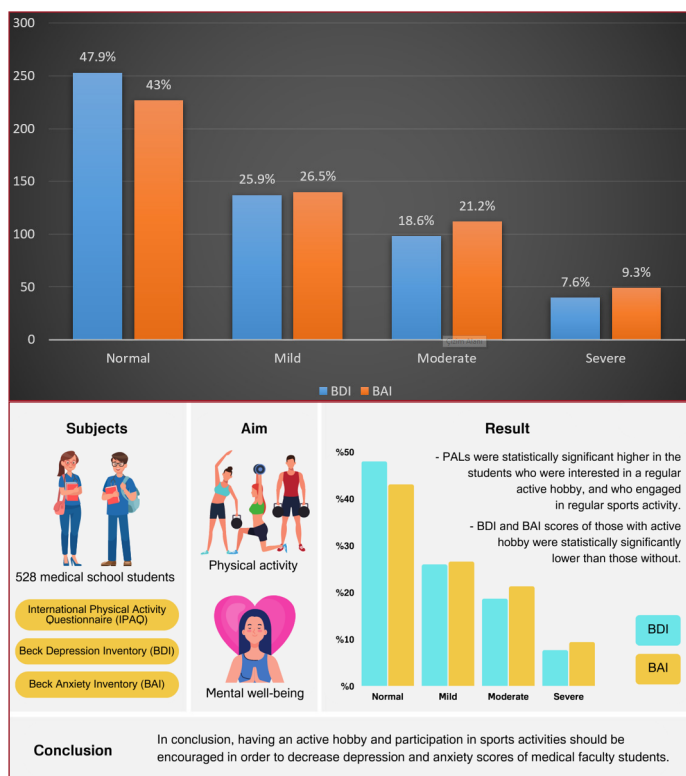 300
250
200
150
100
50
0
47.9%
43%
25.9%
26.5%
18.6%
21.2%
7.6%
9.3%
Normal
Mild
Moderate
Severe
BDI
BAI
Subjects
528 medical school students
International Physical Activity
Questionnaire (IPAQ)
Beck Depression Inventory (BDI)
Beck Anxiety Inventory (BAI)
Aim
Physical activity
Mental well-being
Result
- PALs were statistically significant higher in the
students who were interested in a regular
active hobby, and who engaged
in regular sports activity.
- BDI and BAI scores of those with active
hobby were statistically significantly
lower than those without.
%50
%40
%30
%20
%10
%0
Normal
Mild
Moderate
Severe
BDI
BAI
Conclusion
In conclusion, having an active hobby and participation in sports activities should be
encouraged in order to decrease depression and anxiety scores of medical faculty students.